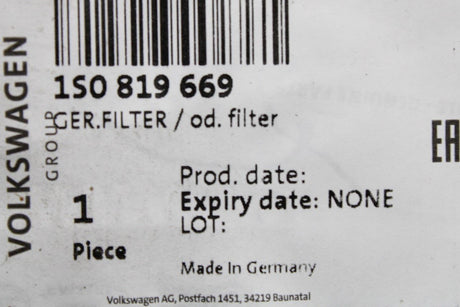 VOLKSWAGEN
GROUP
1S0 819 669
GER.FILTER / od. filter
EA
1
Piece
Prod. date:
Expiry date: NONE
LOT:
Made In Germany
Volkswagen AG, Postfach 1451, 34219 Baunatal